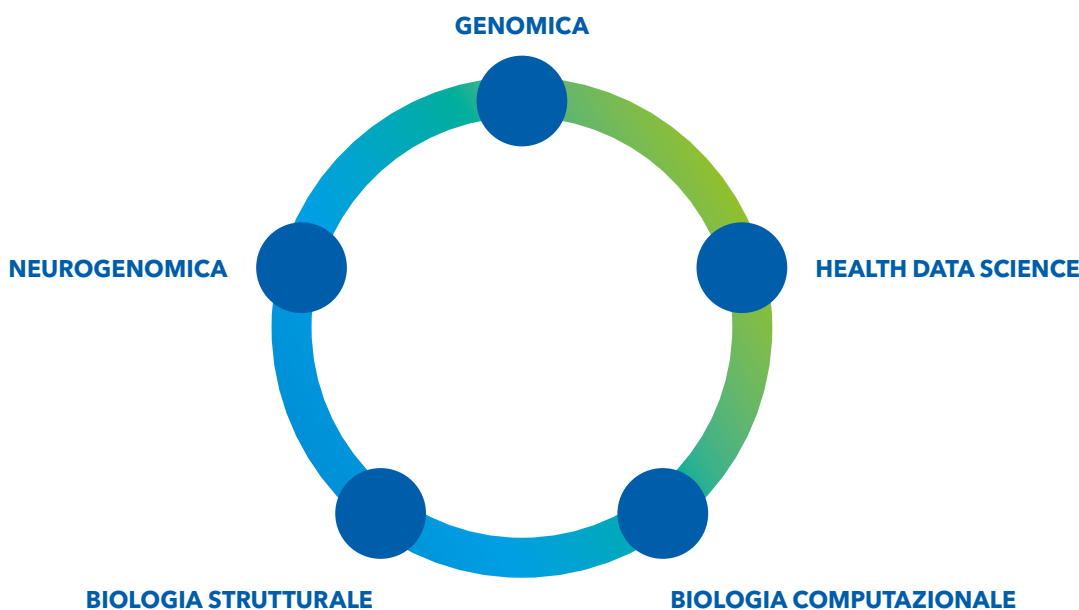 GENOMICA
NEUROGENOMICA
HEALTH DATA SCIENCE
BIOLOGIA STRUTTURALE
BIOLOGIA COMPUTAZIONALE